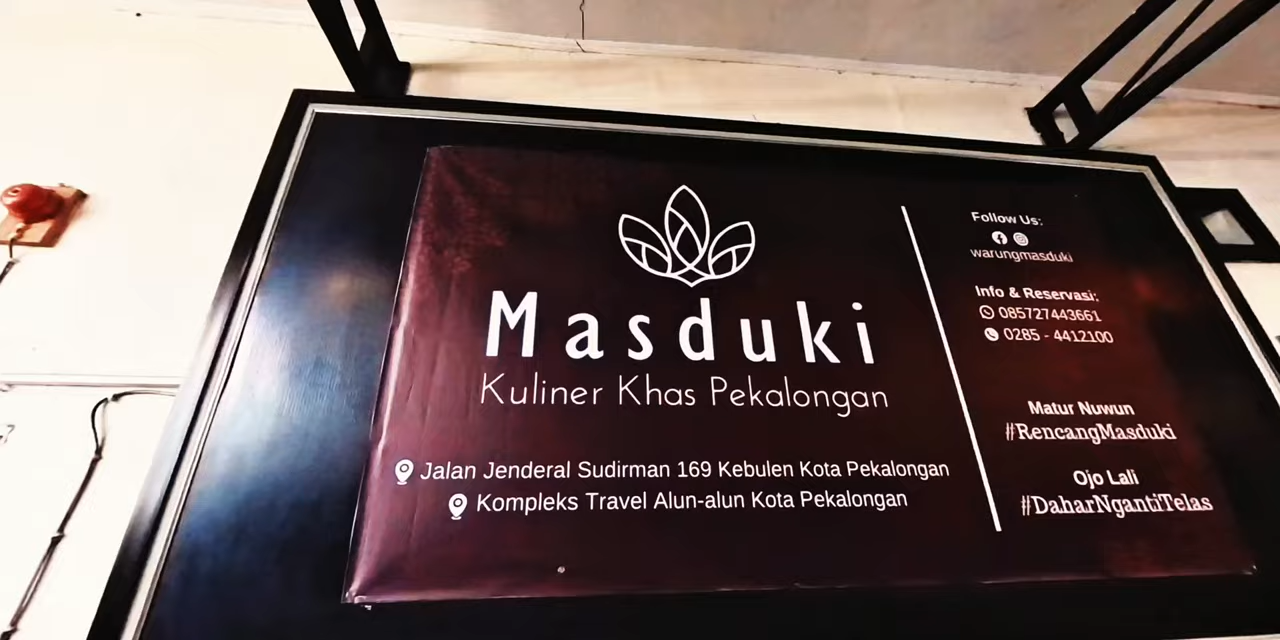 Masduki
Kuliner Khas Pekalongan
Jalan Jenderal Sudirman 169 Kebulen Kota Pekalongan
Kompleks Travel Alun-alun Kota Pekalongan
Follow Us:
warungmasduki
Info & Reservasi:
085727443661
0285 - 4412100
Matur Nuwun
#RencangMasduki
Ojo Lali
#DaharNgantiTelas